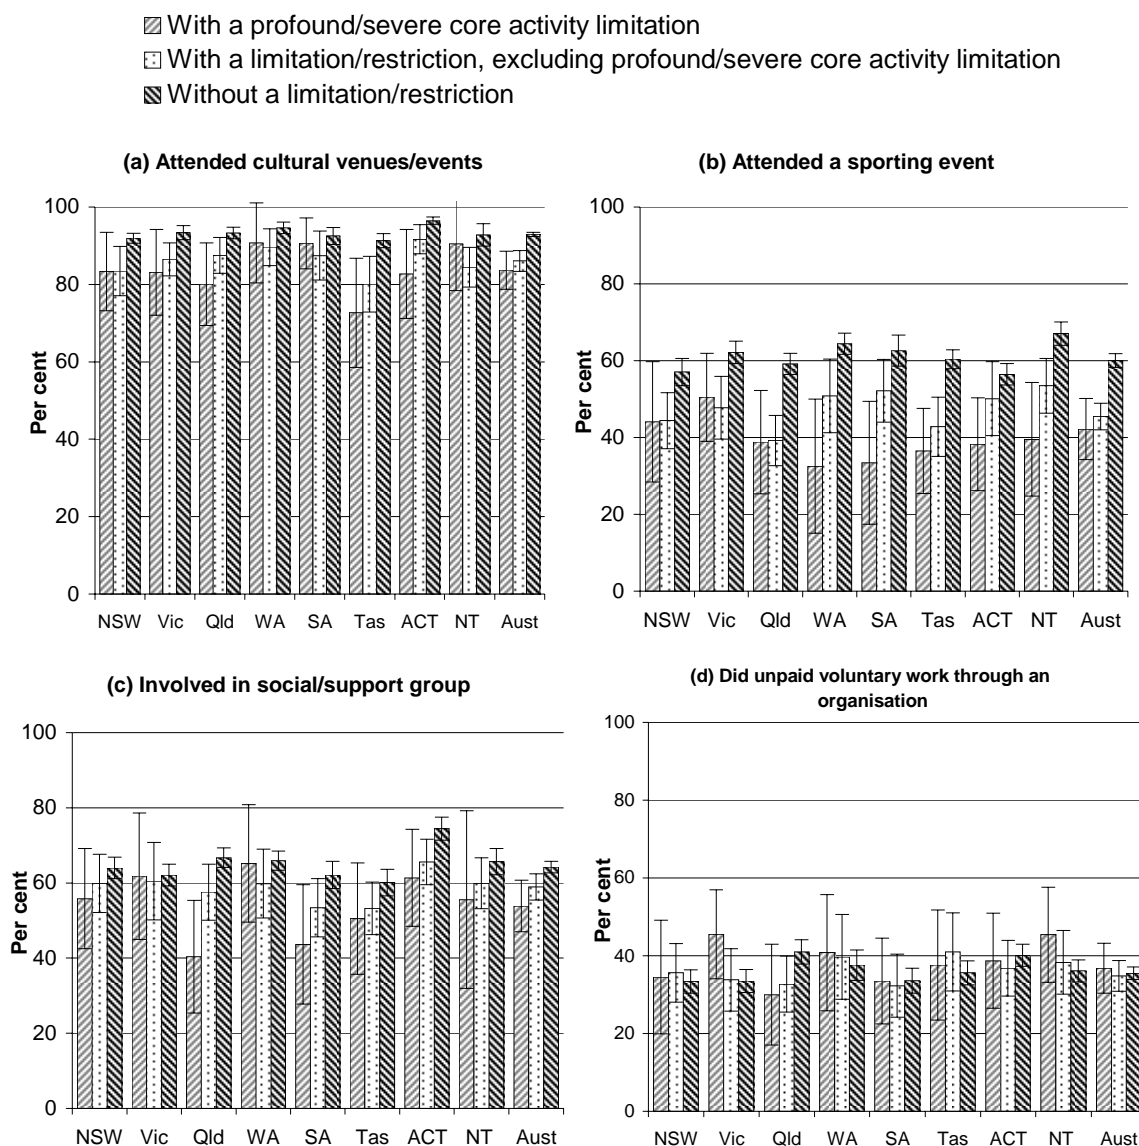 With a profound/severe core activity limitation
With a limitation/restriction, excluding profound/severe core activity limitation
Without a limitation/restriction
(a) Attended cultural venues/events
Per cent
100
80
60
40
20
0
NSW Vic Qld WA SA Tas ACT NT Aust
(b) Attended a sporting event
Per cent
100
80
60
40
20
0
NSW Vic Qld WA SA Tas ACT NT Aust
(c) Involved in social/support group
Per cent
100
80
60
40
20
0
NSW Vic Qld WA SA Tas ACT NT Aust
(d) Did unpaid voluntary work through an
organisation
Per cent
100
80
60
40
20
0
NSW Vic Qld WA SA Tas ACT NT Aust